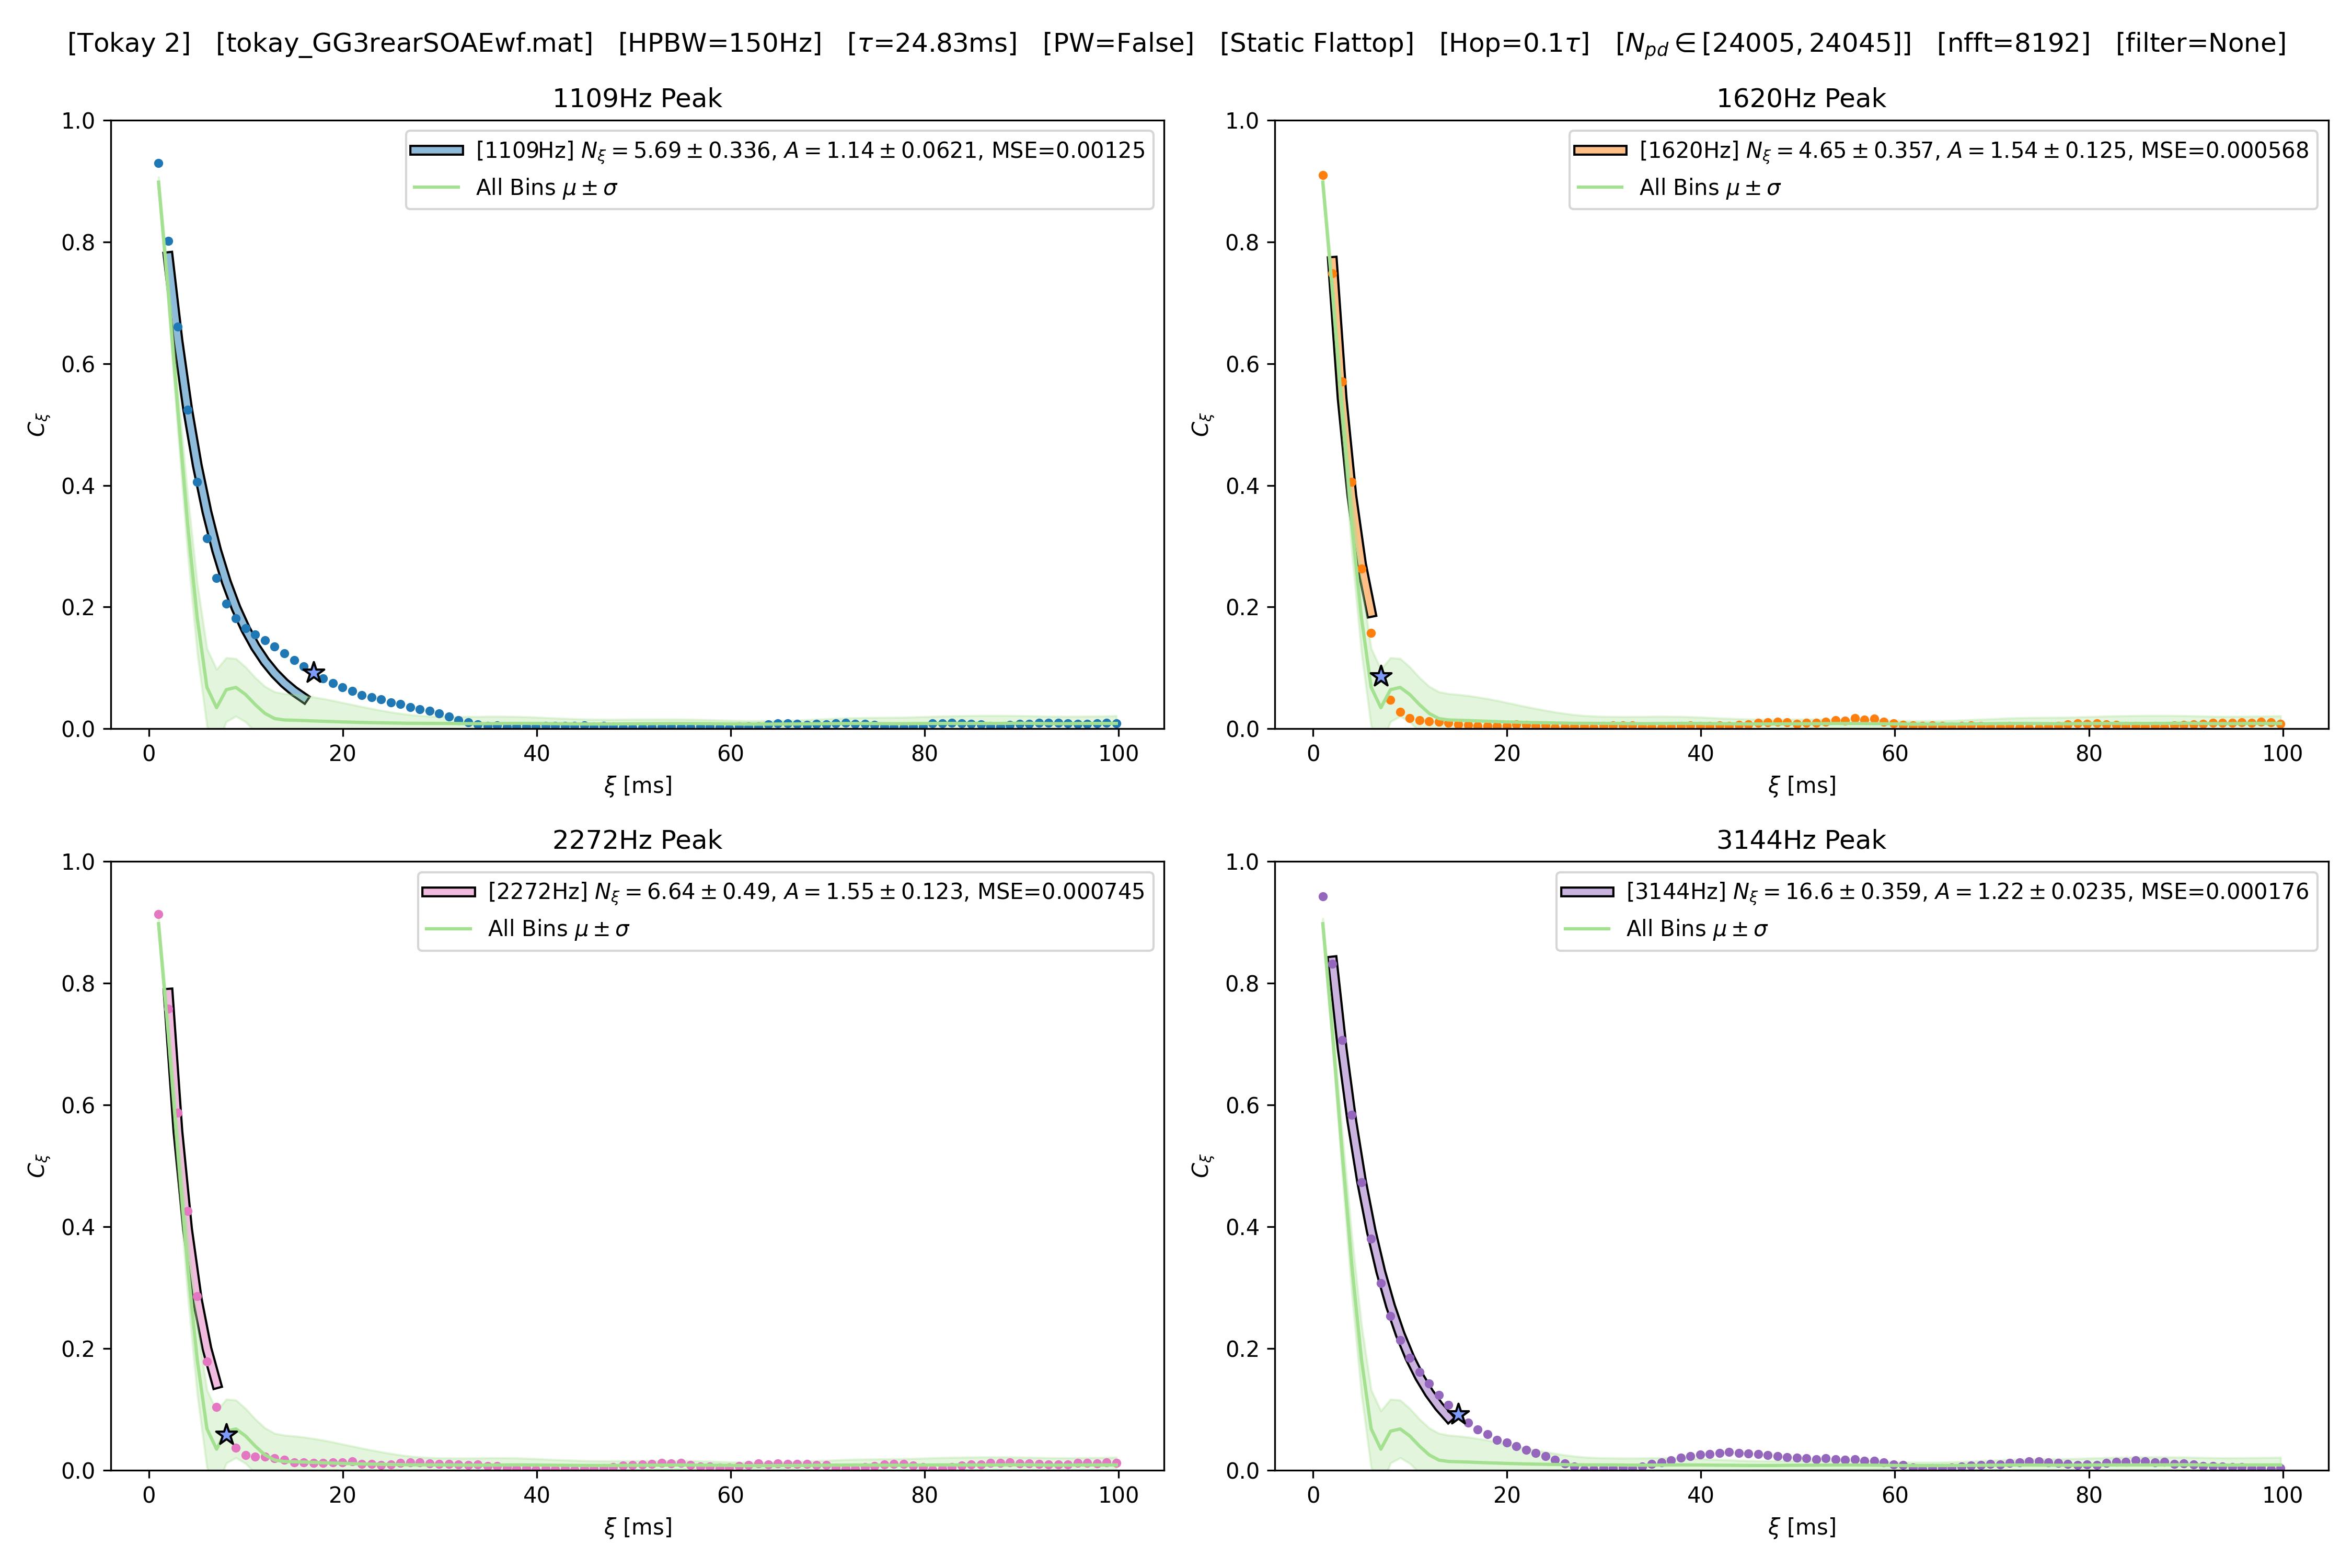 [Tokay 2] [tokay_GG3rearSOAEwf.mat] [HPBW=150Hz] [τ=24.83ms] [PW=False] [Static Flattop] [Hop=0.1τ] [N_pd ∈ [24005, 24045]] [nfft=8192] [filter=None]
1109Hz Peak
[1109Hz] N_ξ = 5.69 ± 0.336, A = 1.14 ± 0.0621, MSE=0.00125
All Bins μ ± σ
1.0
0.8
0.6
0.4
0.2
0.0
C_ξ
0 20 40 60 80 100
ξ [ms]
1620Hz Peak
[1620Hz] N_ξ = 4.65 ± 0.357, A = 1.54 ± 0.125, MSE=0.000568
All Bins μ ± σ
1.0
0.8
0.6
0.4
0.2
0.0
C_ξ
0 20 40 60 80 100
ξ [ms]
2272Hz Peak
[2272Hz] N_ξ = 6.64 ± 0.49, A = 1.55 ± 0.123, MSE=0.000745
All Bins μ ± σ
1.0
0.8
0.6
0.4
0.2
0.0
C_ξ
0 20 40 60 80 100
ξ [ms]
3144Hz Peak
[3144Hz] N_ξ = 16.6 ± 0.359, A = 1.22 ± 0.0235, MSE=0.000176
All Bins μ ± σ
1.0
0.8
0.6
0.4
0.2
0.0
C_ξ
0 20 40 60 80 100
ξ [ms]